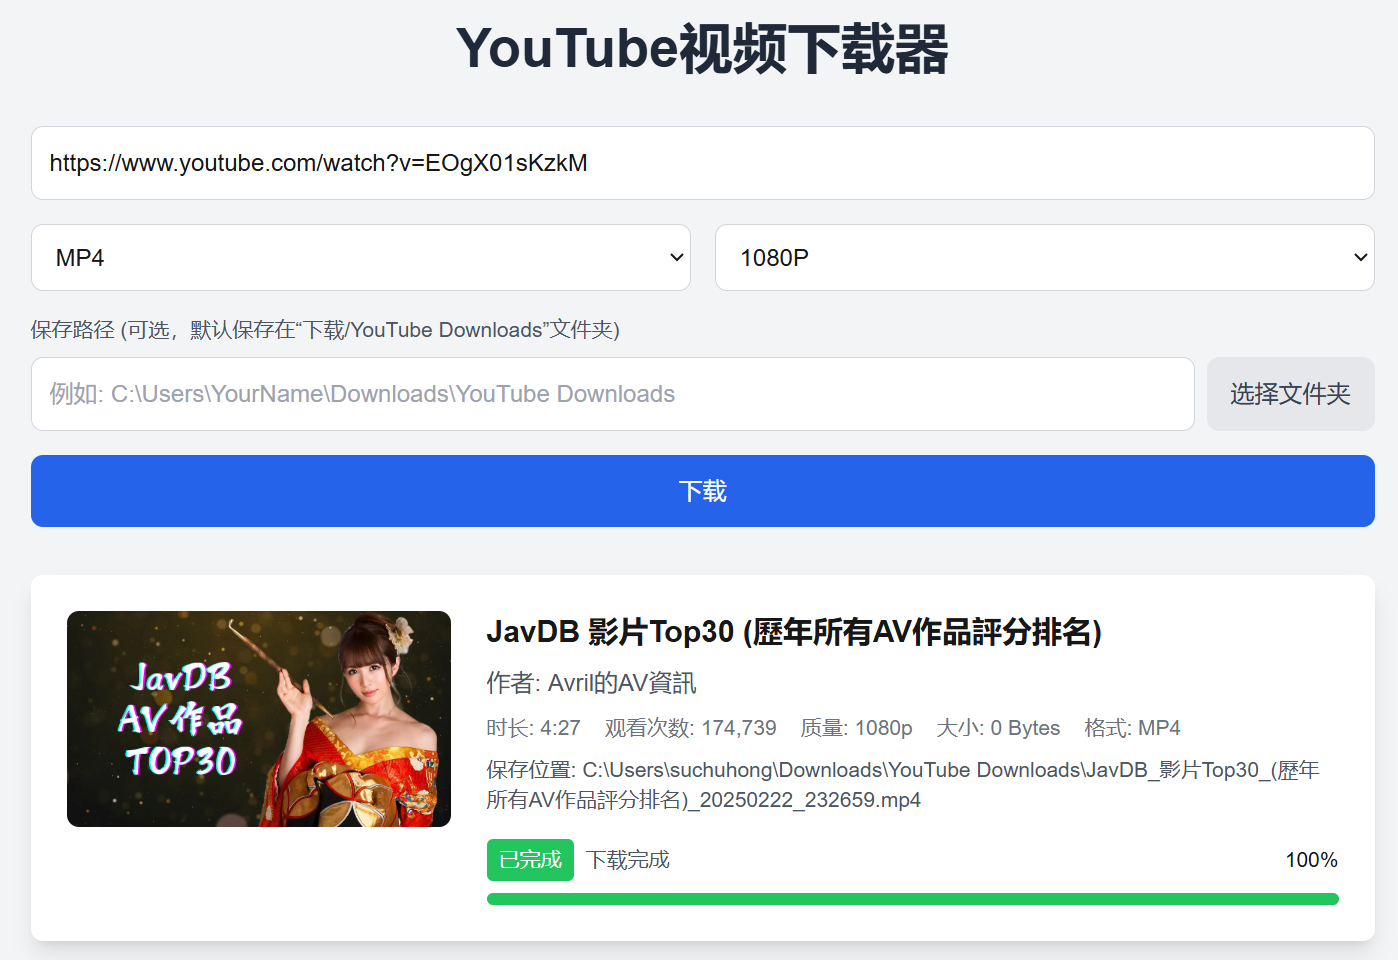 YouTube视频下载器
https://www.youtube.com/watch?v=EOgX01sKzkM
MP4
1080P
保存路径 (可选，默认保存在“下载/YouTube Downloads”文件夹)
例如: C:\Users\YourName\Downloads\YouTube Downloads
选择文件夹
下载
JavDB
AV作品
TOP30
JavDB 影片Top30 (歷年所有AV作品評分排名)
作者: Avril的AV資訊
时长: 4:27 观看次数: 174,739 质量: 1080p 大小: 0 Bytes 格式: MP4
保存位置: C:\Users\suchuhong\Downloads\YouTube Downloads\JavDB_影片Top30_(歷年
所有AV作品評分排名)_20250222_232659.mp4
已完成 下载完成 100%